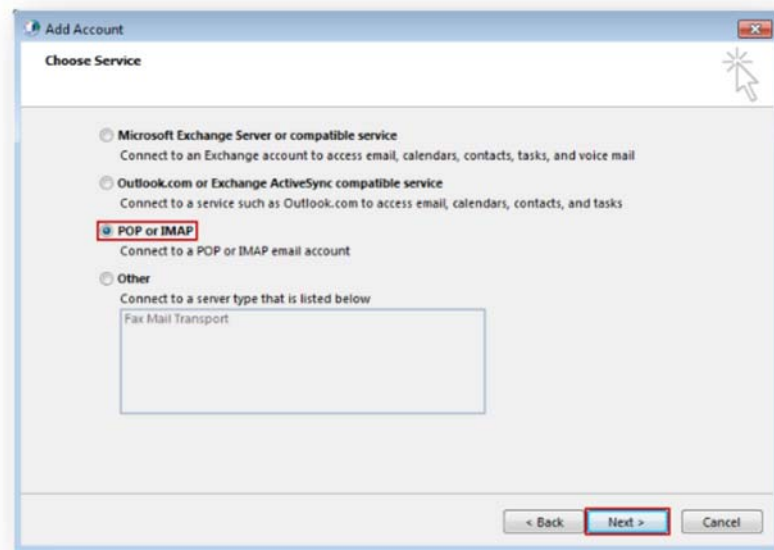 Add Account
Choose Service
Microsoft Exchange Server or compatible service
Connect to an Exchange account to access email, calendars, contacts, tasks, and voice mail
Outlook.com or Exchange ActiveSync compatible service
Connect to a service such as Outlook.com to access email, calendars, contacts, and tasks
POP or IMAP
Connect to a POP or IMAP email account
Other
Connect to a server type that is listed below
Fax Mail Transport
< Back Next > Cancel